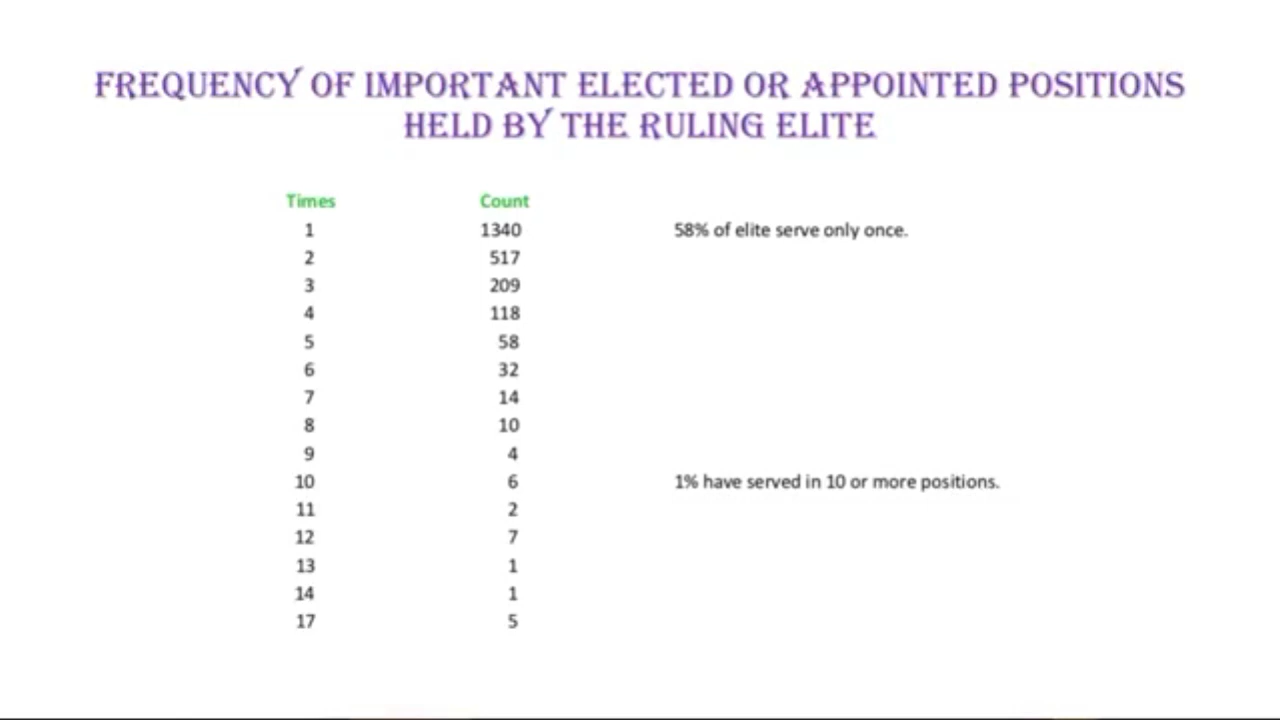 FREQUENCY OF IMPORTANT ELECTED OR APPOINTED POSITIONS
HELD BY THE RULING ELITE
Times Count
1 1340 58% of elite serve only once.
2 517
3 209
4 118
5 58
6 32
7 14
8 10
9 4
10 6 1% have served in 10 or more positions.
11 2
12 7
13 1
14 1
17 5